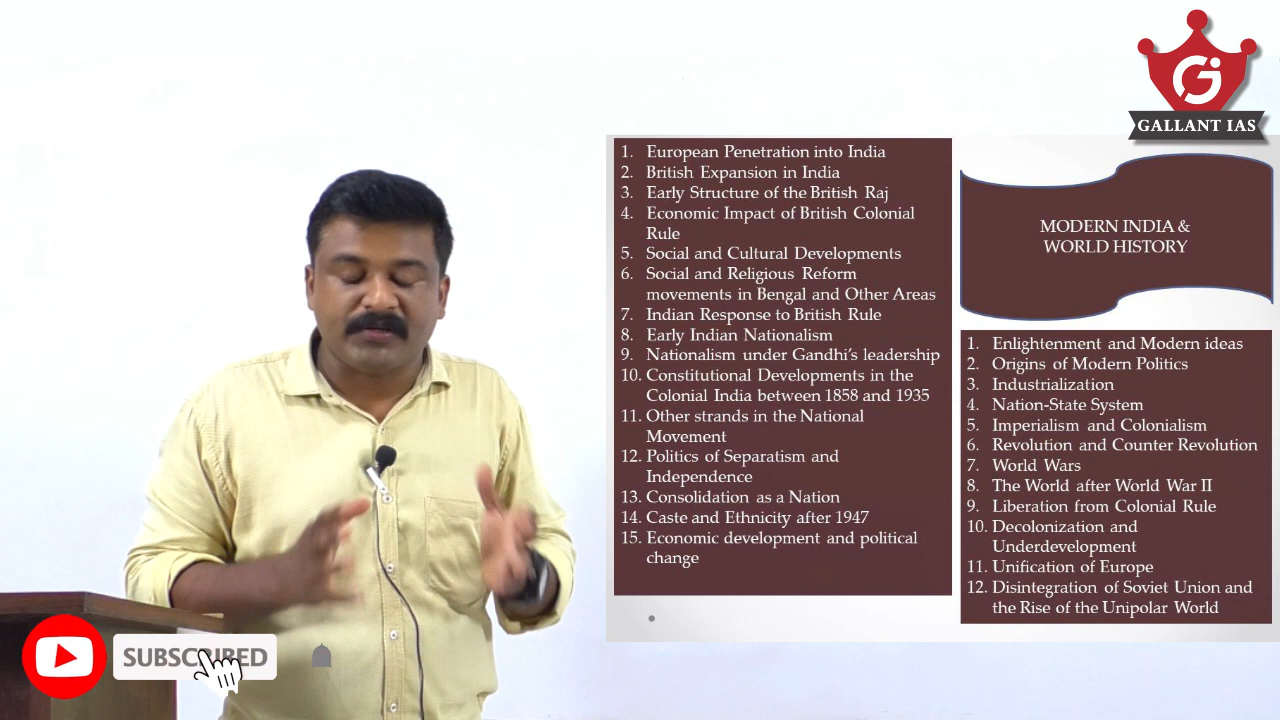 GALLANT IAS
1. European Penetration into India
2. British Expansion in India
3. Early Structure of the British Raj
4. Economic Impact of British Colonial
Rule
5. Social and Cultural Developments
6. Social and Religious Reform
movements in Bengal and Other Areas
7. Indian Response to British Rule
8. Early Indian Nationalism
9. Nationalism under Gandhi's leadership
10. Constitutional Developments in the
Colonial India between 1858 and 1935
11. Other strands in the National
Movement
12. Politics of Separatism and
Independence
13. Consolidation as a Nation
14. Caste and Ethnicity after 1947
15. Economic development and political
change
MODERN INDIA &
WORLD HISTORY
1. Enlightenment and Modern ideas
2. Origins of Modern Politics
3. Industrialization
4. Nation-State System
5. Imperialism and Colonialism
6. Revolution and Counter Revolution
7. World Wars
8. The World after World War II
9. Liberation from Colonial Rule
10. Decolonization and
Underdevelopment
11. Unification of Europe
12. Disintegration of Soviet Union and
the Rise of the Unipolar World
SUBSCRIBED